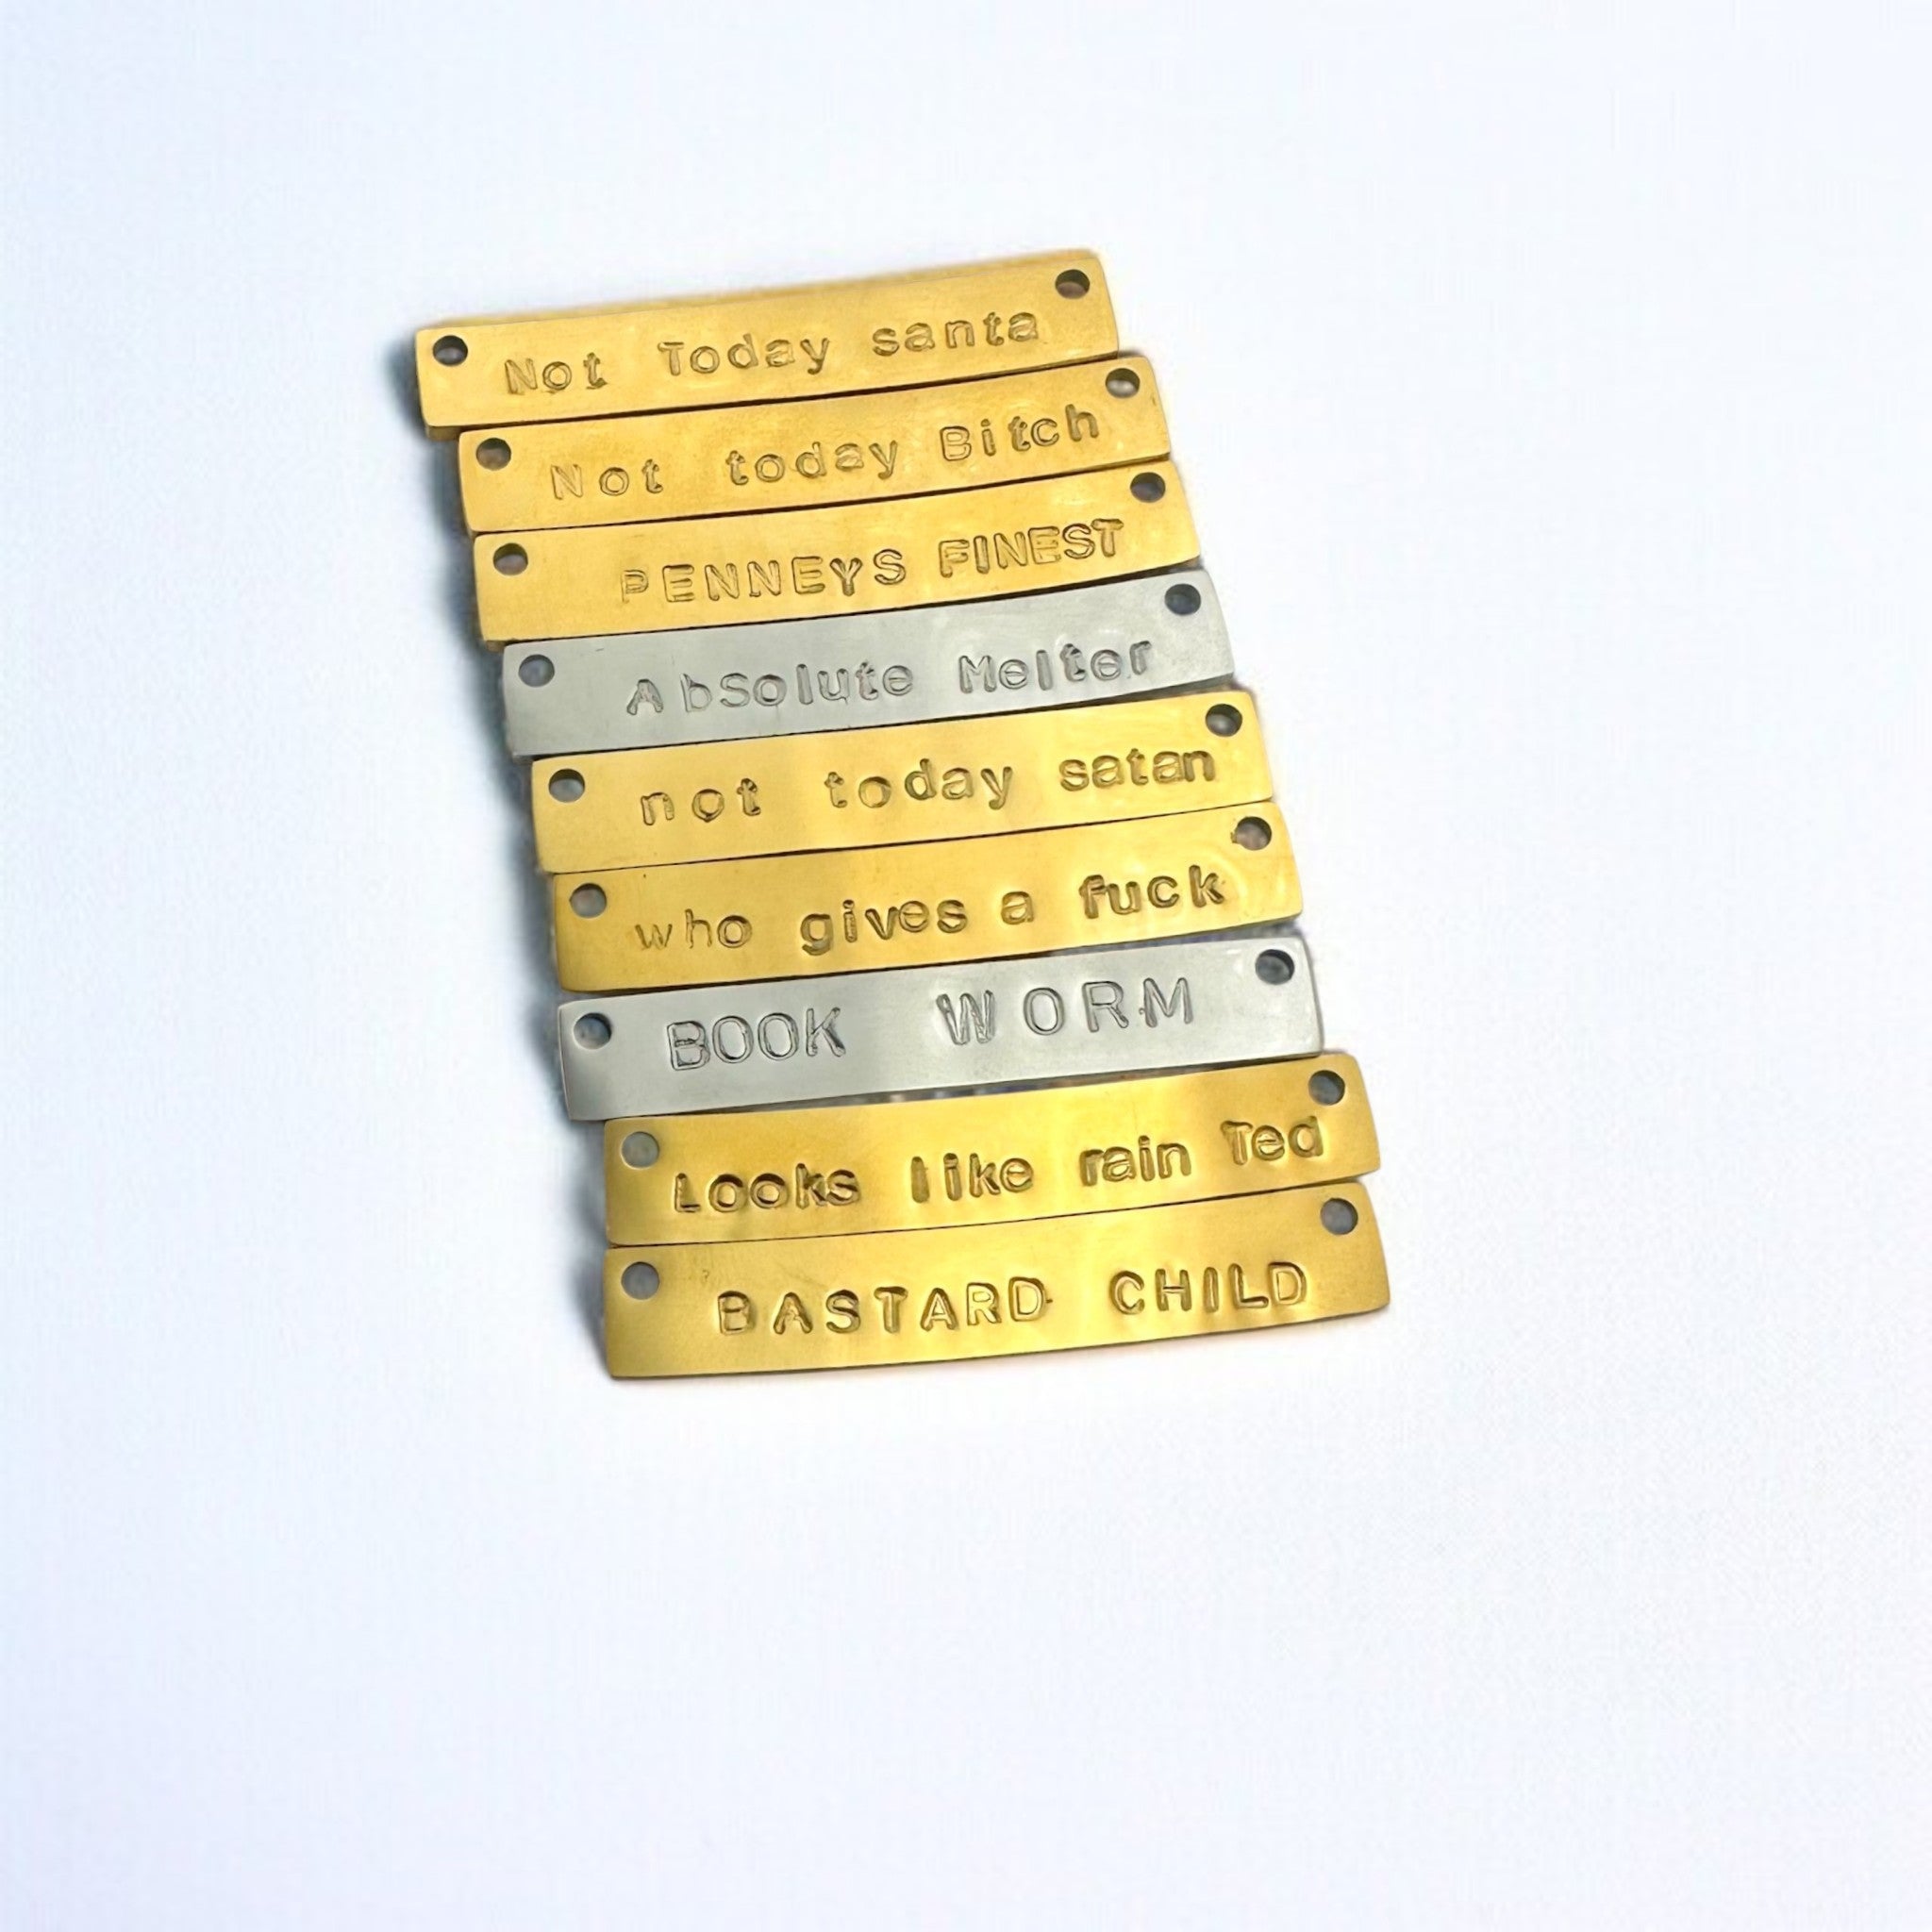 Not Today santa
Not today Bitch
PENNEYS FINEST
AbSolute Melter
not today satan
who gives a fuck
BOOK WORM
Looks like rain Ted
BASTARD CHILD